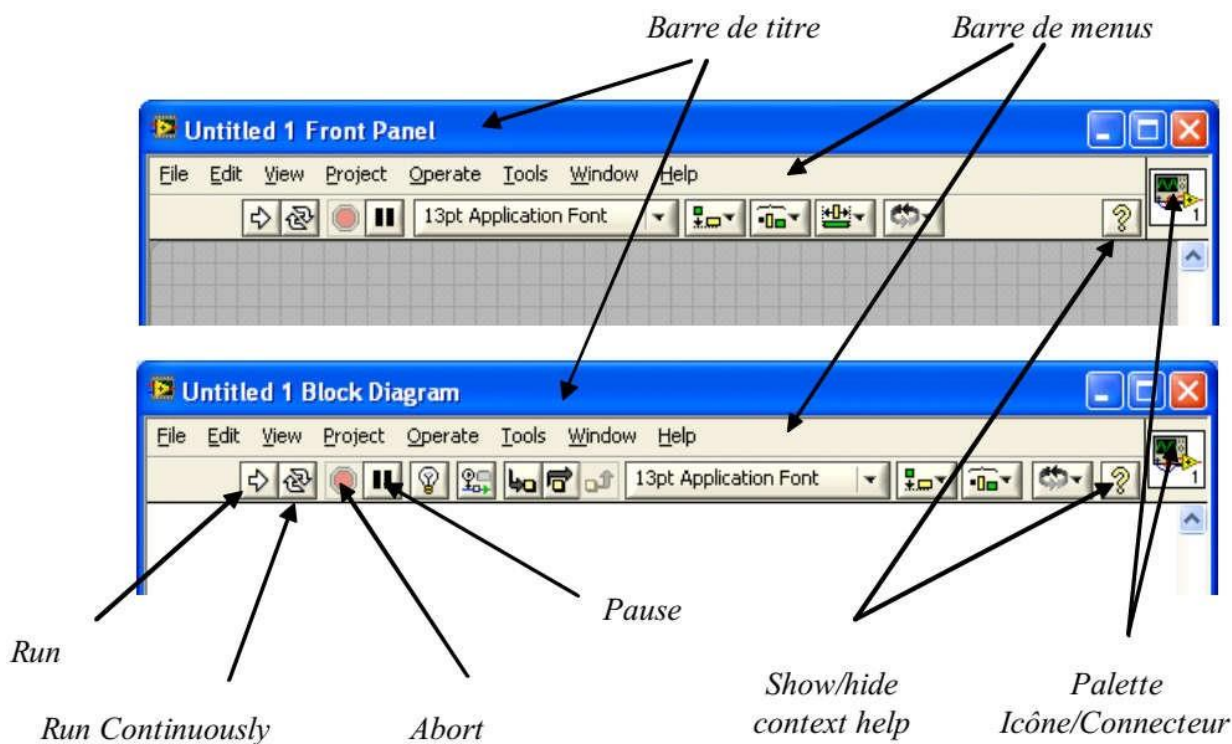 Barre de titre
Barre de menus
Untitled 1 Front Panel
File Edit View Project Operate Tools Window Help
13pt Application Font
1
Untitled 1 Block Diagram
File Edit View Project Operate Tools Window Help
13pt Application Font
1
Pause
Run
Show/hide
context help
Palette
Icône/Connecteur
Run Continuously
Abort